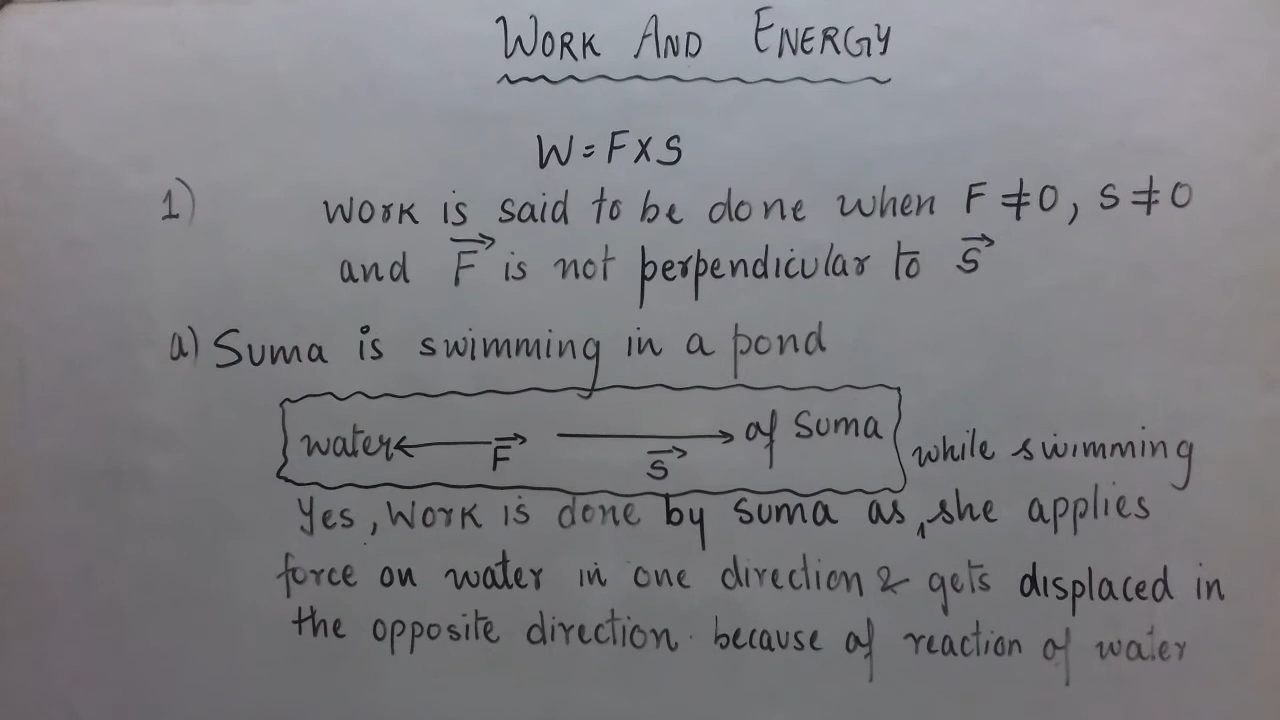 WORK AND ENERGY
W = F X S
1) Work is said to be done when F ≠ 0, S ≠ 0
and F⃗ is not perpendicular to S⃗
a) Suma is swimming in a pond
water ← F⃗ → S⃗ of Suma
while swimming
Yes, Work is done by Suma as, she applies
force on water in one direction & gets displaced in
the opposite direction. because of reaction of water